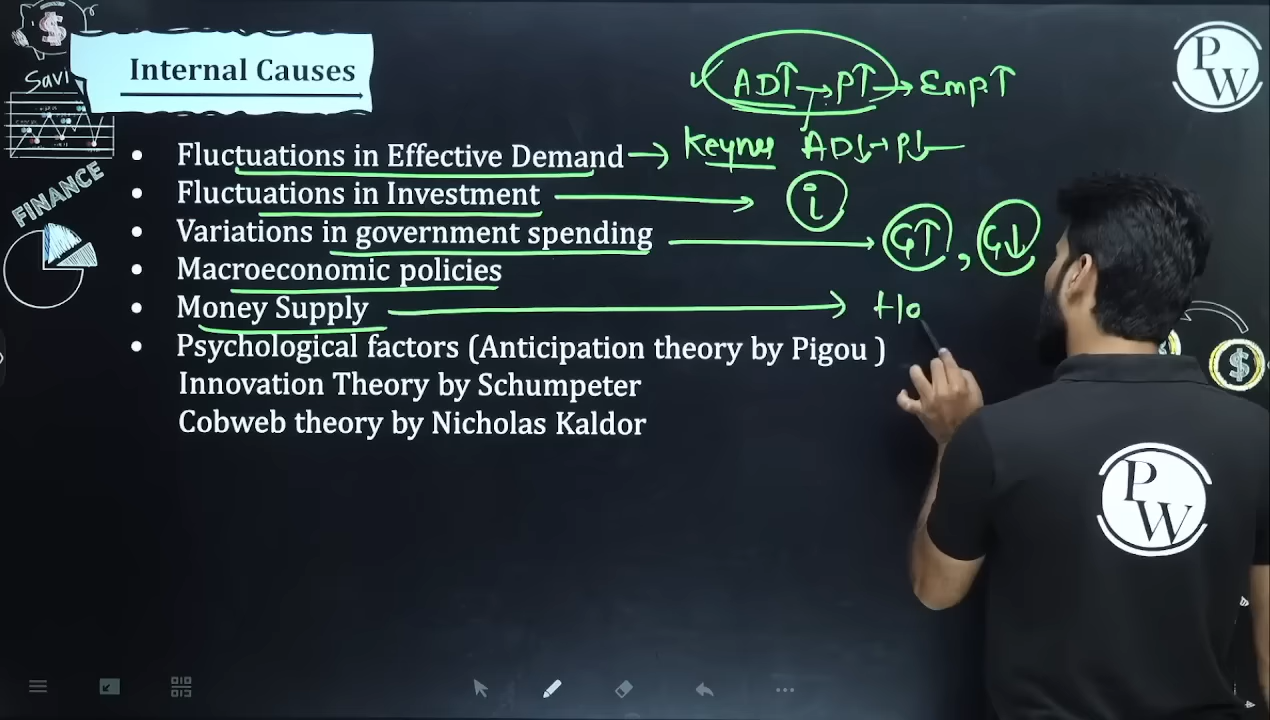 Savi
Internal Causes
FINANCE
AD↑→P↑→Emp↑
• Fluctuations in Effective Demand → Keynes AD↓→P↓
• Fluctuations in Investment → i
• Variations in government spending → G↑, G↓
• Macroeconomic policies
• Money Supply →
• Psychological factors (Anticipation theory by Pigou )
Innovation Theory by Schumpeter
Cobweb theory by Nicholas Kaldor
PW
PW